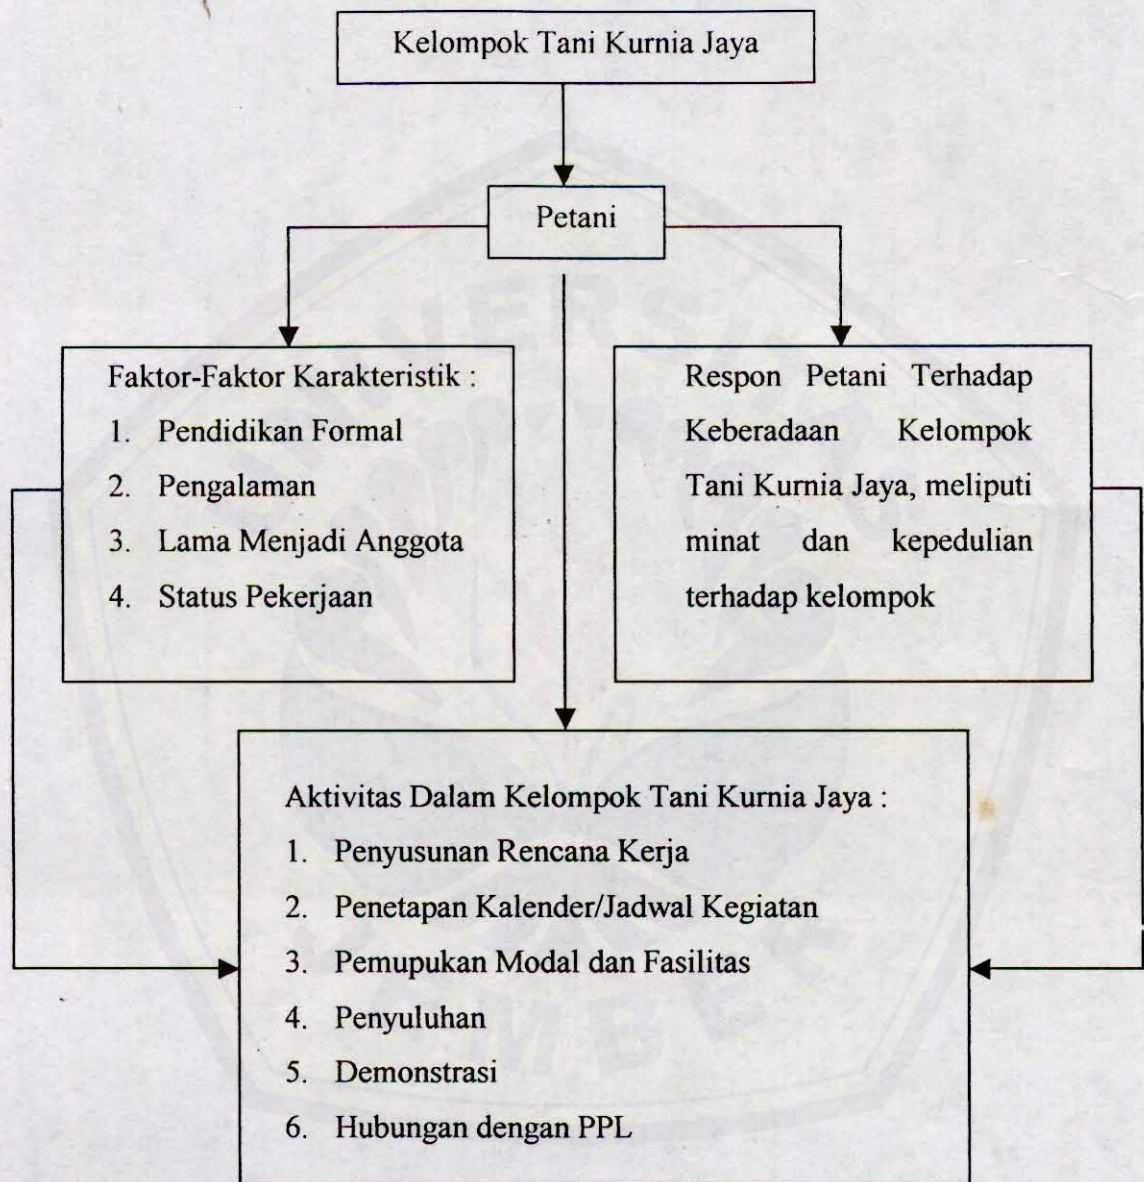 Kelompok Tani Kurnia Jaya
Petani
Faktor-Faktor Karakteristik :
1. Pendidikan Formal
2. Pengalaman
3. Lama Menjadi Anggota
4. Status Pekerjaan
Respon Petani Terhadap
Keberadaan Kelompok
Tani Kurnia Jaya, meliputi
minat dan kepedulian
terhadap kelompok
Aktivitas Dalam Kelompok Tani Kurnia Jaya :
1. Penyusunan Rencana Kerja
2. Penetapan Kalender/Jadwal Kegiatan
3. Pemupukan Modal dan Fasilitas
4. Penyuluhan
5. Demonstrasi
6. Hubungan dengan PPL
UNIVERSITAS
JEMBER